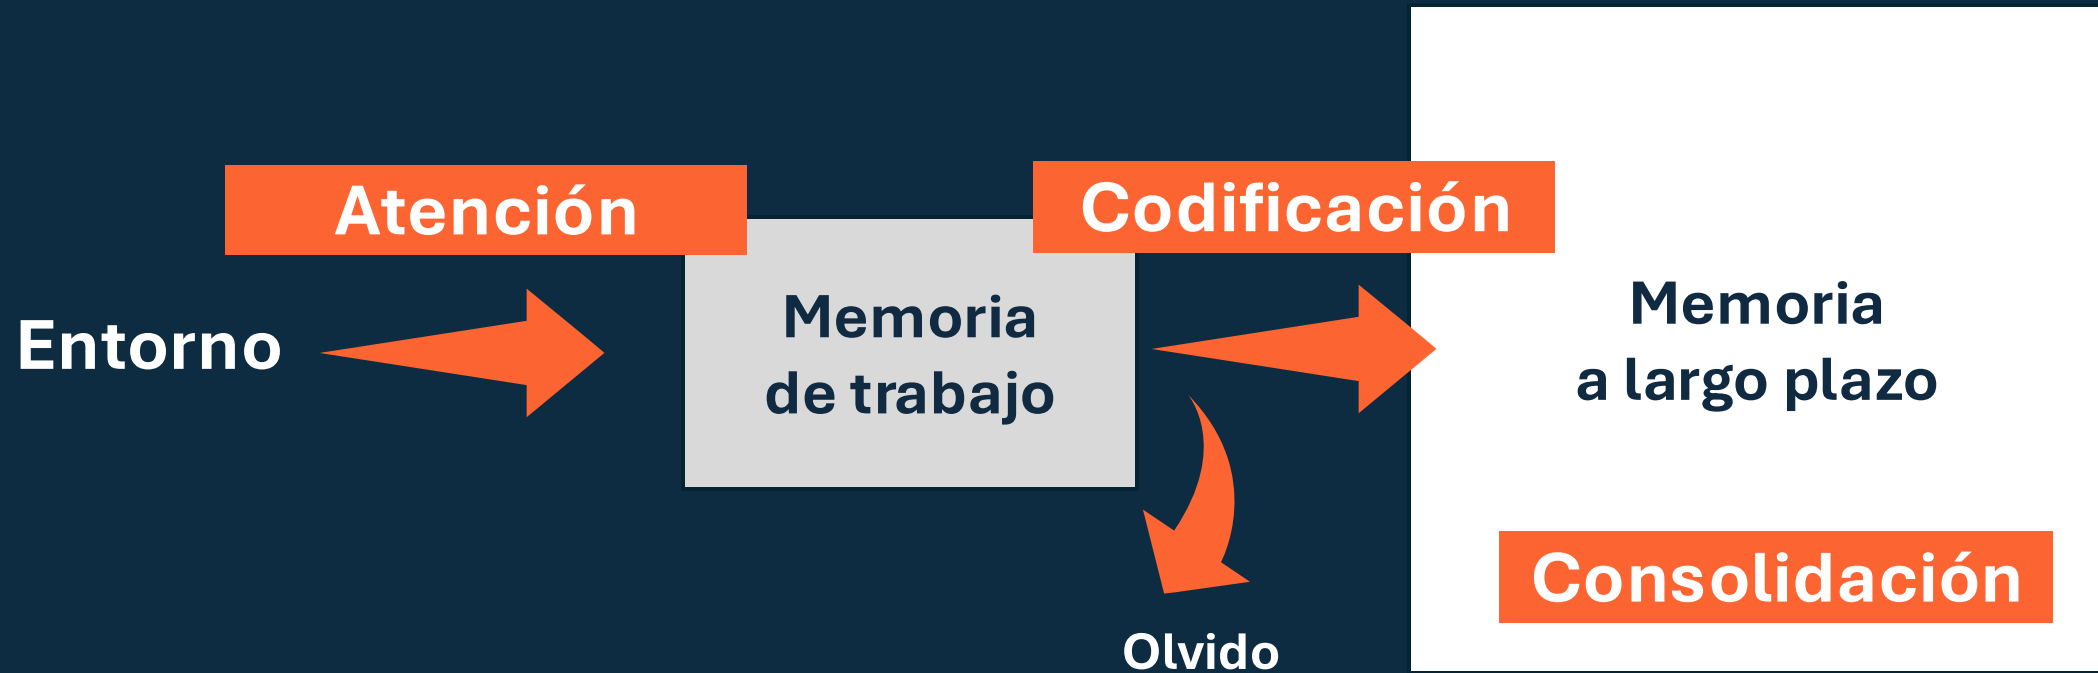 Atención
Codificación
Entorno
Memoria
de trabajo
Memoria
a largo plazo
Consolidación
Olvido